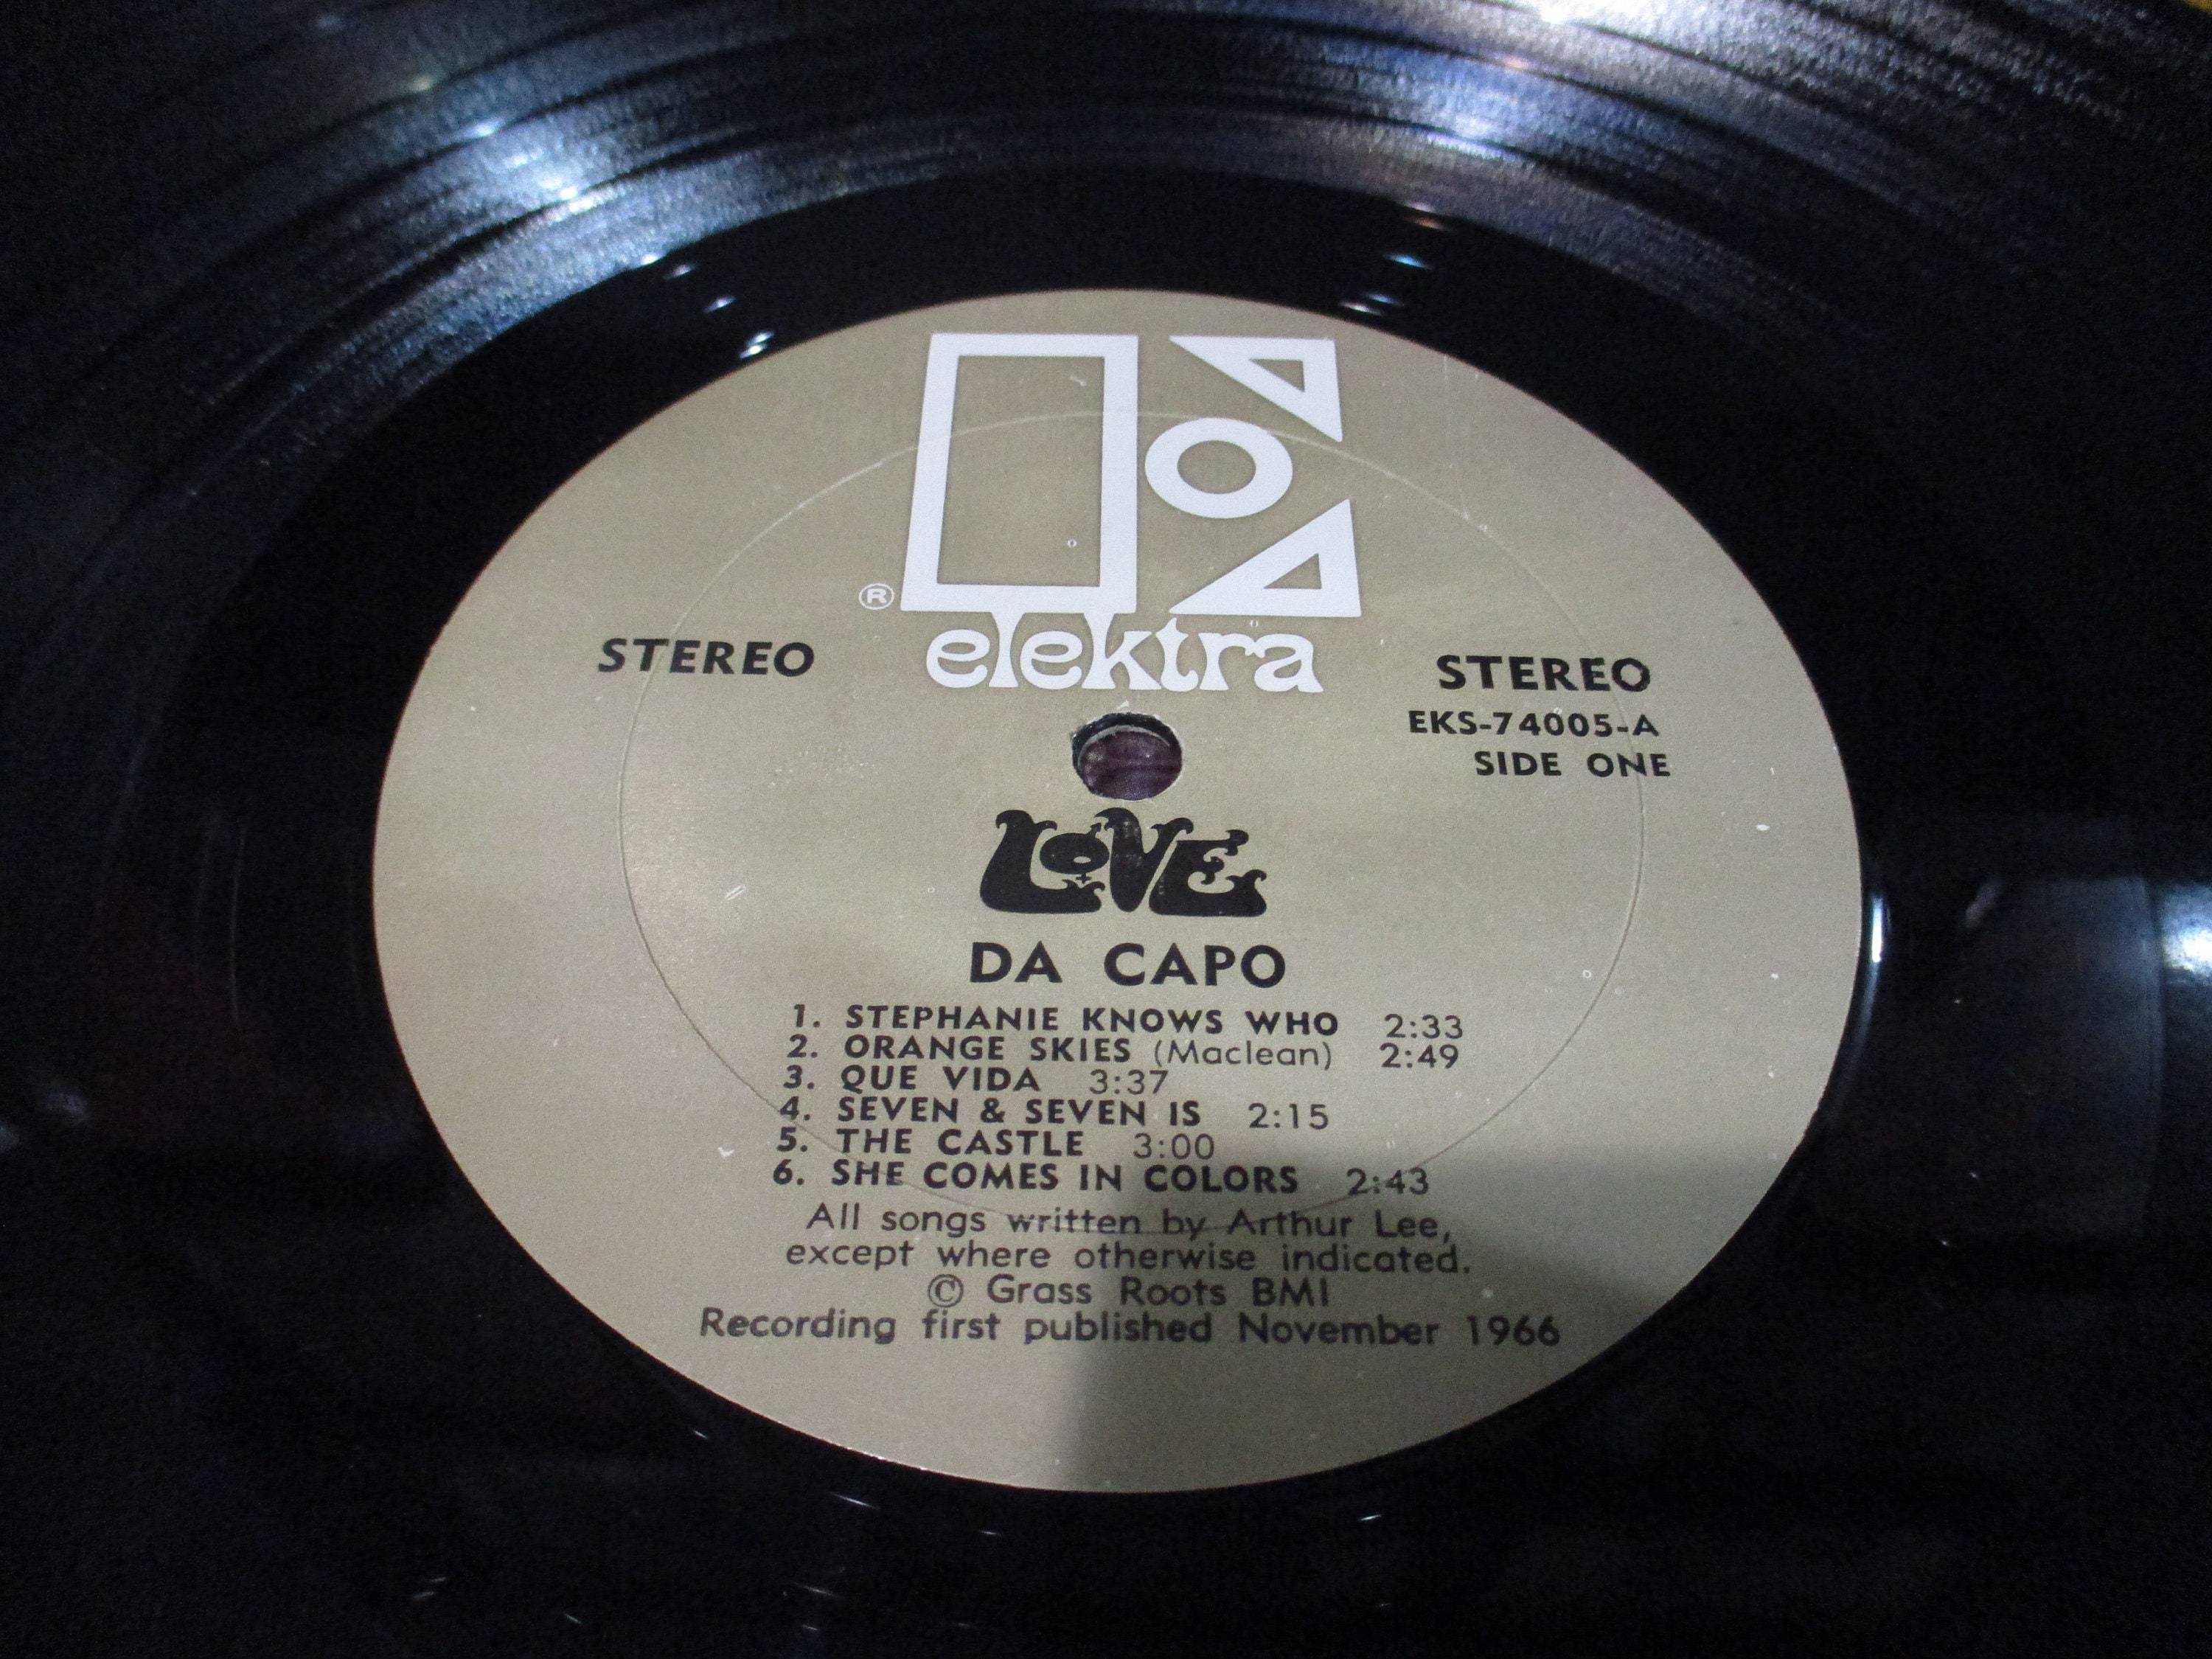 ®
elektra
STEREO
STEREO
EKS-74005-A
SIDE ONE
LOVE
DA CAPO
1. STEPHANIE KNOWS WHO 2:33
2. ORANGE SKIES (Maclean) 2:49
3. QUE VIDA 3:37
4. SEVEN & SEVEN IS 2:15
5. THE CASTLE 3:00
6. SHE COMES IN COLORS 2:43
All songs written by Arthur Lee,
except where otherwise indicated.
© Grass Roots BMI
Recording first published November 1966